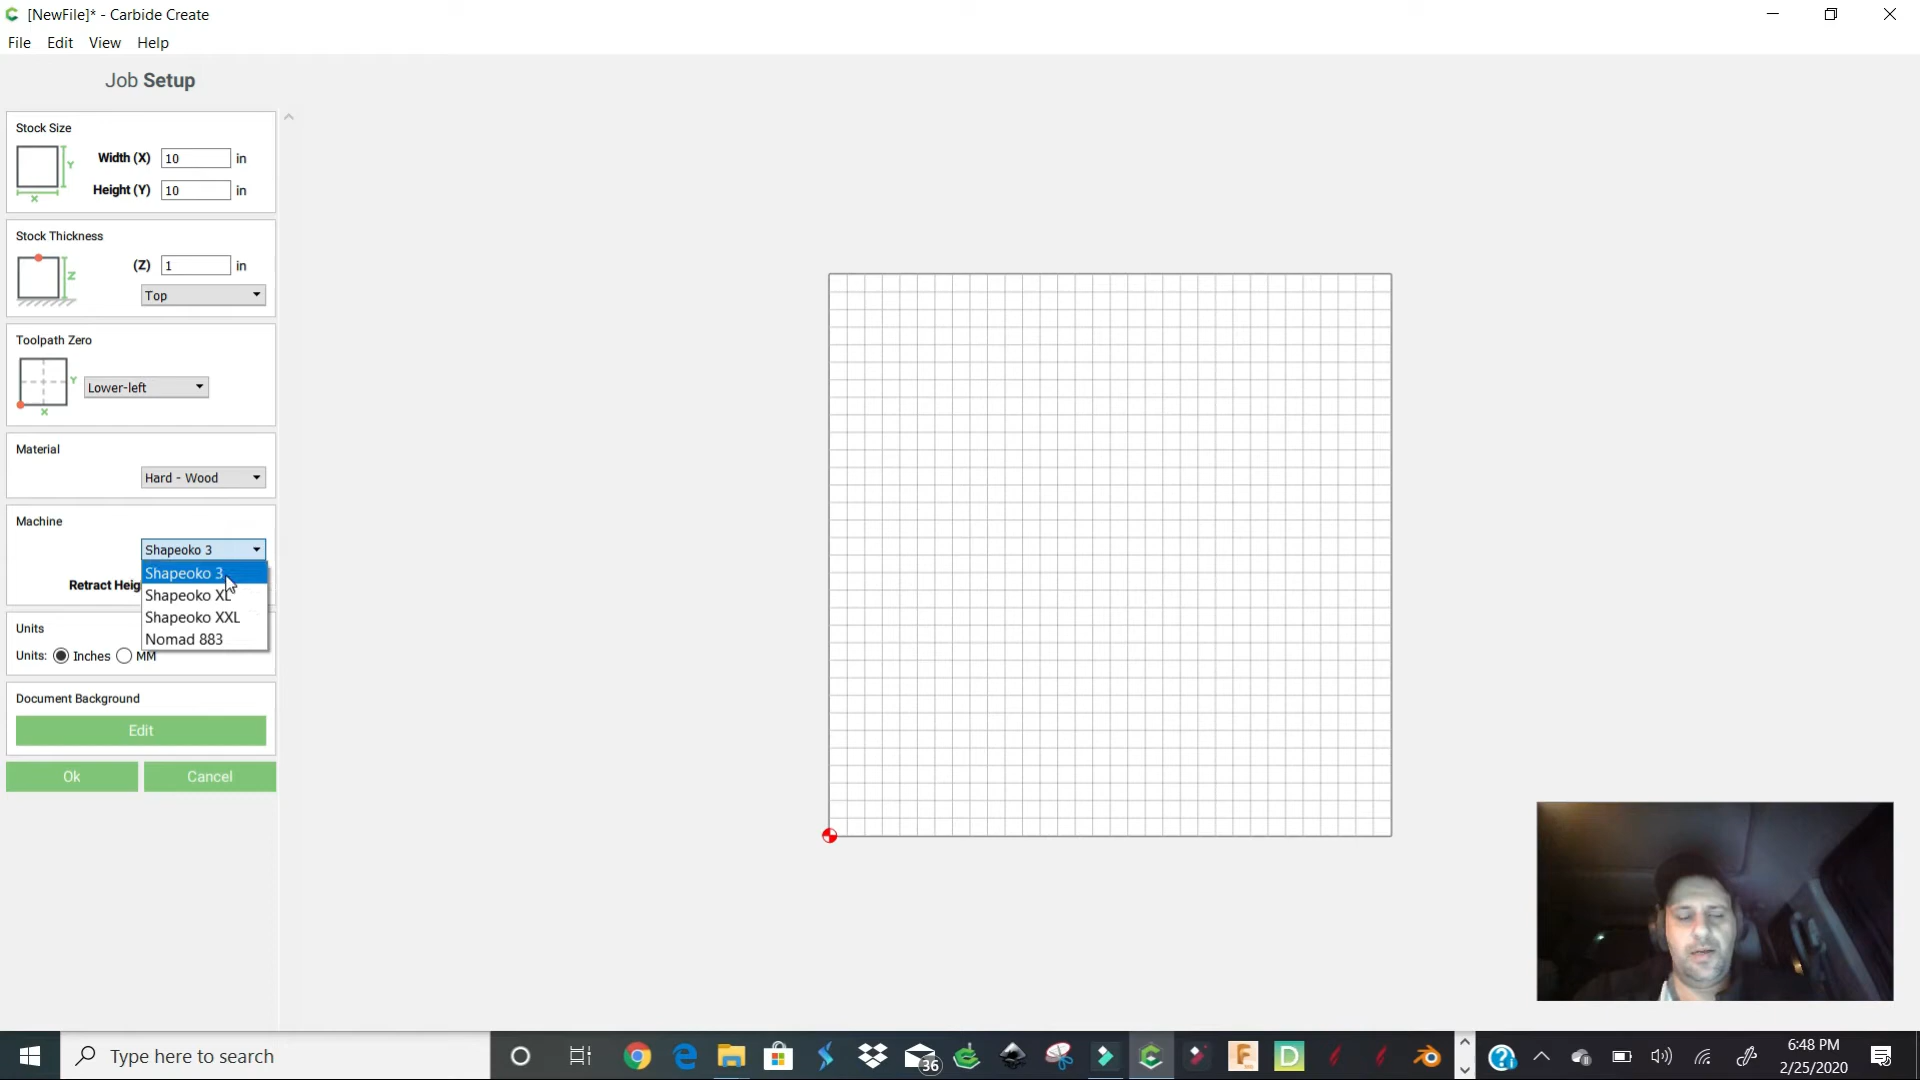 [NewFile]* - Carbide Create
File Edit View Help
Job Setup
Stock Size
Width (X) 10 in
Height (Y) 10 in
Y
X
Stock Thickness
(Z) 1 in
Z
Top
Toolpath Zero
Y
Lower-left
X
Material
Hard - Wood
Machine
Shapeoko 3
Shapeoko 3
Retract Heig
Shapeoko XL
Shapeoko XXL
Nomad 883
Units
Units: Inches MM
Document Background
Edit
Ok Cancel
Type here to search
36
F
D
6:48 PM
2/25/2020